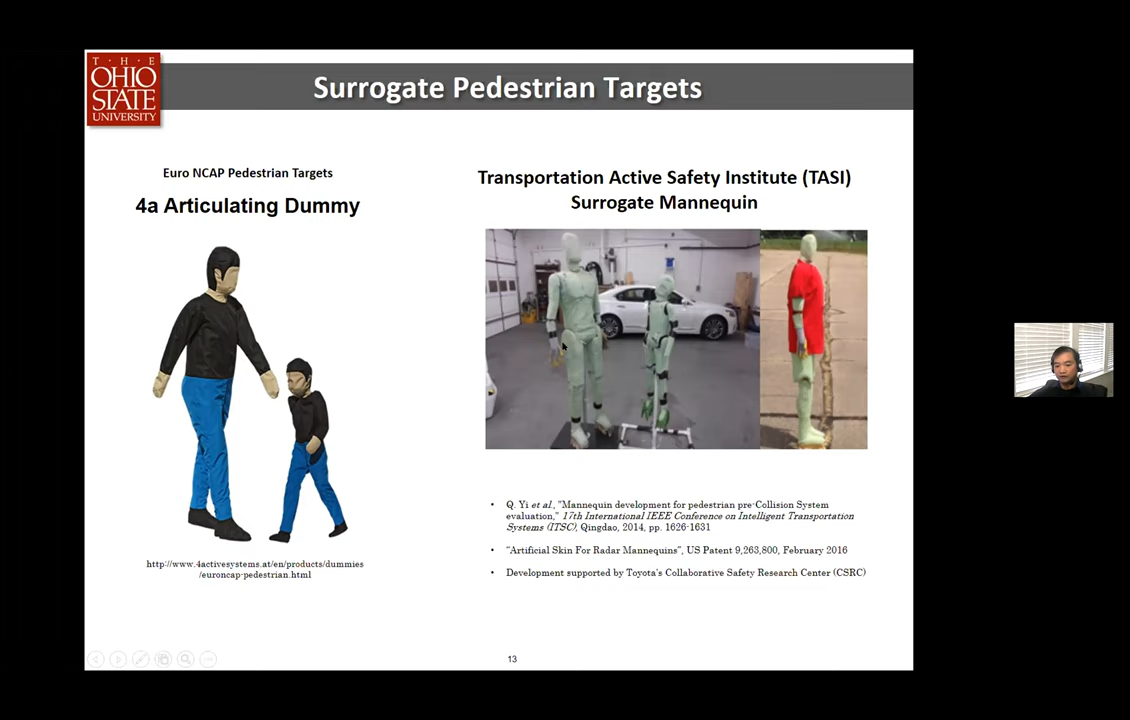 T · H · E
OHIO
STATE
UNIVERSITY
Surrogate Pedestrian Targets
Euro NCAP Pedestrian Targets
4a Articulating Dummy
http://www.4activesystems.at/en/products/dummies
/euroncap-pedestrian.html
Transportation Active Safety Institute (TASI)
Surrogate Mannequin
• Q. Yi et al., "Mannequin development for pedestrian pre-Collision System
evaluation," 17th International IEEE Conference on Intelligent Transportation
Systems (ITSC), Qingdao, 2014, pp. 1626-1631
• "Artificial Skin For Radar Mannequins", US Patent 9,263,800, February 2016
• Development supported by Toyota's Collaborative Safety Research Center (CSRC)
13